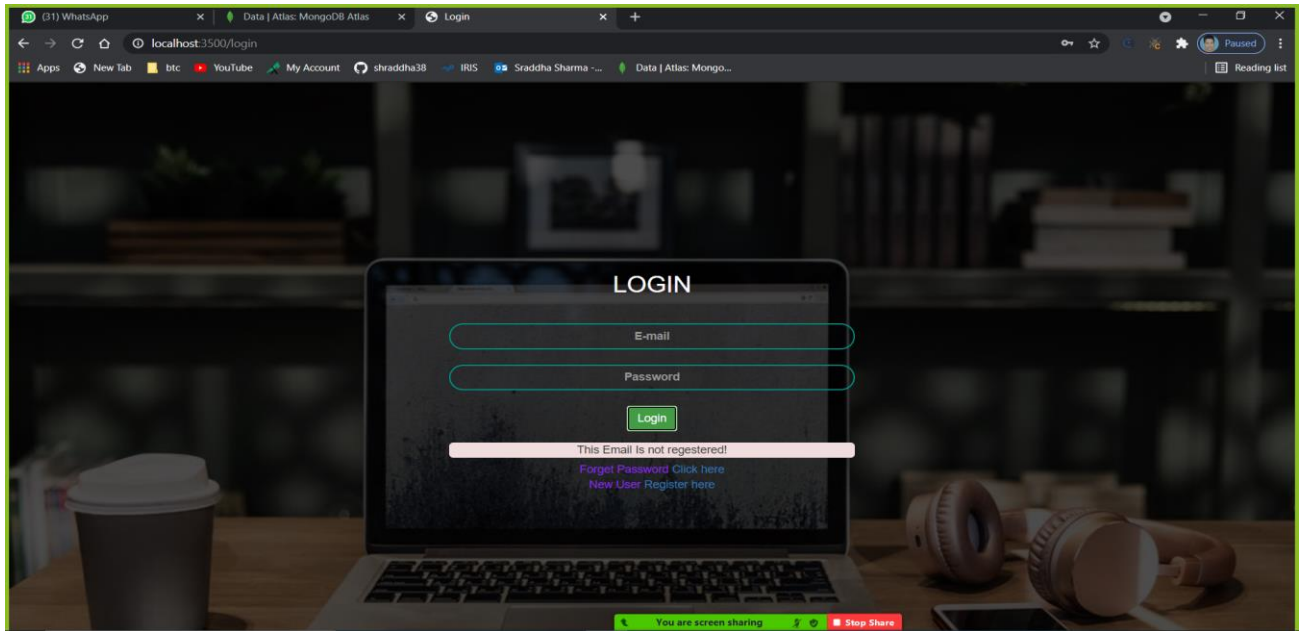 (31) WhatsApp
Data | Atlas: MongoDB Atlas
Login
localhost:3500/login
Paused
Apps
New Tab
btc
YouTube
My Account
shraddha38
IRIS
Sraddha Sharma -...
Data | Atlas: Mongo...
Reading list
LOGIN
E-mail
Password
Login
This Email Is not regestered!
Forget Password Click here
New User Register here
You are screen sharing
Stop Share